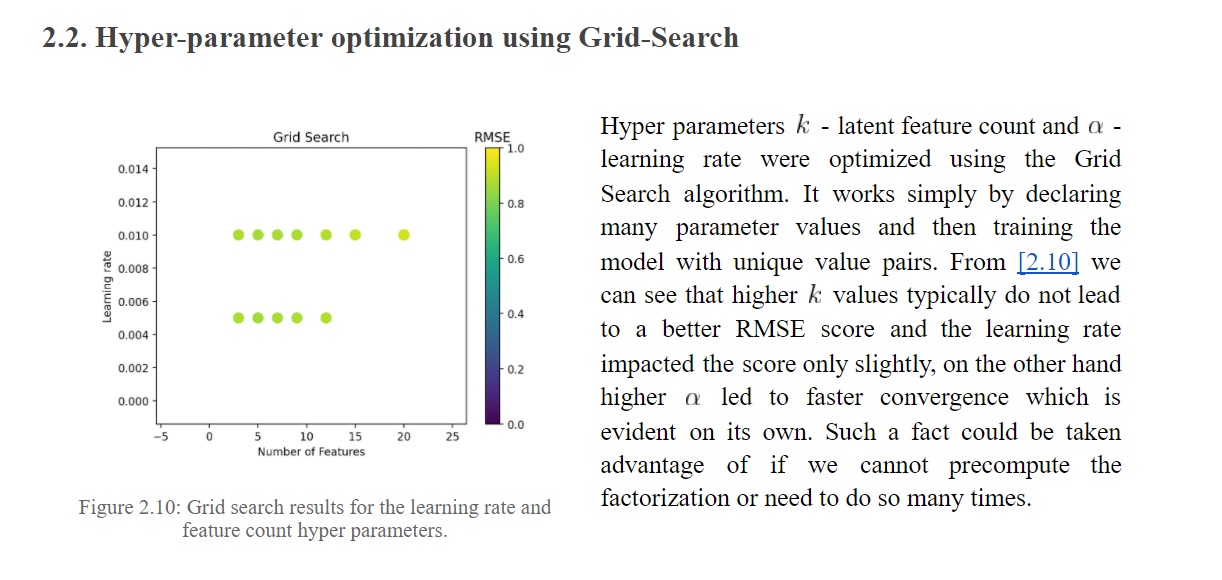 2.2. Hyper-parameter optimization using Grid-Search
Grid Search
RMSE
1.0
0.8
0.6
0.4
0.2
0.0
0.014
0.012
0.010
0.008
0.006
0.004
0.002
0.000
Learning rate
−5 0 5 10 15 20 25
Number of Features
Figure 2.10: Grid search results for the learning rate and
feature count hyper parameters.
Hyper parameters k - latent feature count and α -
learning rate were optimized using the Grid
Search algorithm. It works simply by declaring
many parameter values and then training the
model with unique value pairs. From [2.10] we
can see that higher k values typically do not lead
to a better RMSE score and the learning rate
impacted the score only slightly, on the other hand
higher α led to faster convergence which is
evident on its own. Such a fact could be taken
advantage of if we cannot precompute the
factorization or need to do so many times.